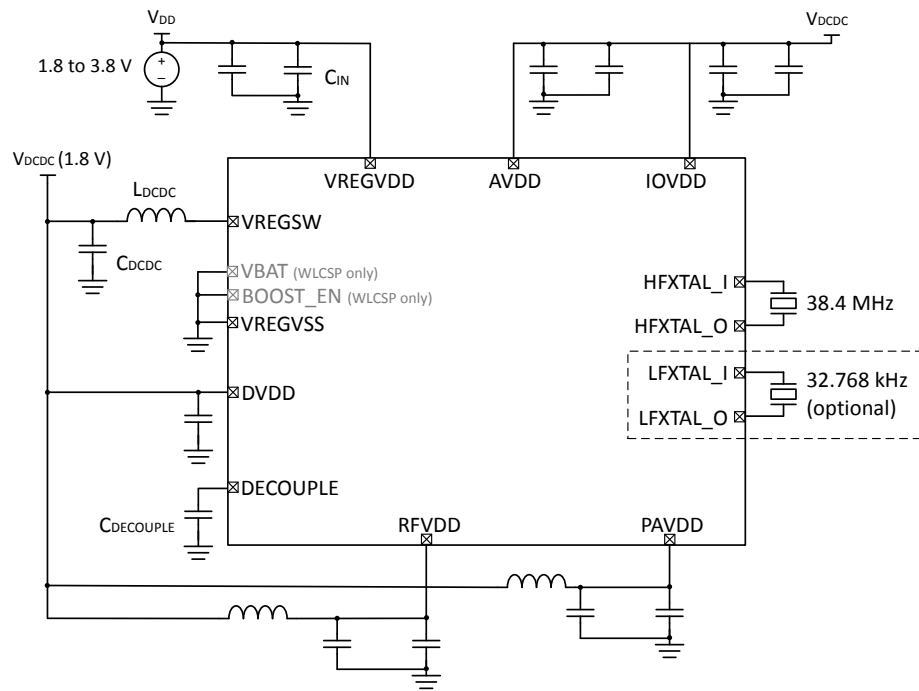 VDD
VDCDC
1.8 to 3.8 V
+
–
CIN
VDCDC (1.8 V)
VREGVDD
AVDD
IOVDD
LDCDC
VREGSW
CDCDC
VBAT (WLCSP only)
BOOST_EN (WLCSP only)
VREGVSS
HFXTAL_I
38.4 MHz
HFXTAL_O
LFXTAL_I
32.768 kHz
(optional)
LFXTAL_O
DVDD
DECOUPLE
CDECOUPLE
RFVDD
PAVDD